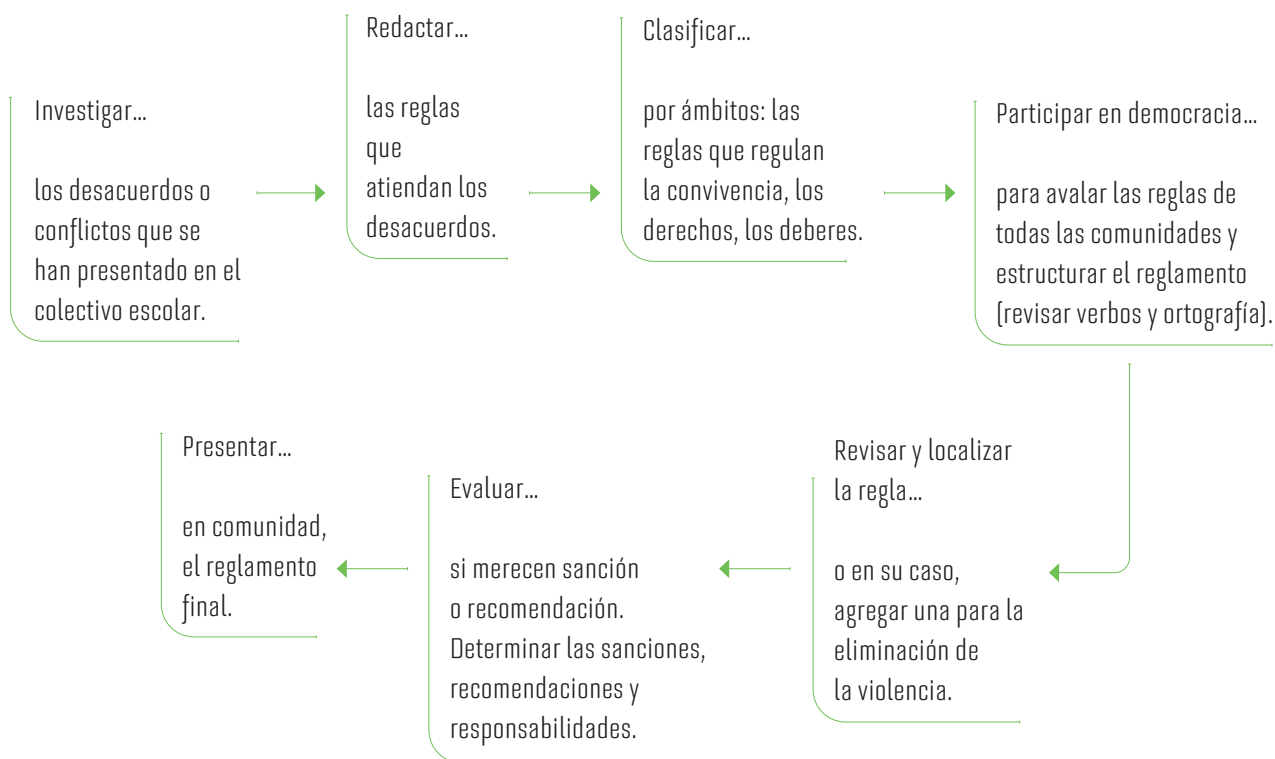 Investigar...
los desacuerdos o
conflictos que se
han presentado en el
colectivo escolar.
Redactar...
las reglas
que
atiendan los
desacuerdos.
Clasificar...
por ámbitos: las
reglas que regulan
la convivencia, los
derechos, los deberes.
Participar en democracia...
para avalar las reglas de
todas las comunidades y
estructurar el reglamento
(revisar verbos y ortografía).
Revisar y localizar
la regla...
o en su caso,
agregar una para la
eliminación de
la violencia.
Evaluar...
si merecen sanción
o recomendación.
Determinar las sanciones,
recomendaciones y
responsabilidades.
Presentar...
en comunidad,
el reglamento
final.